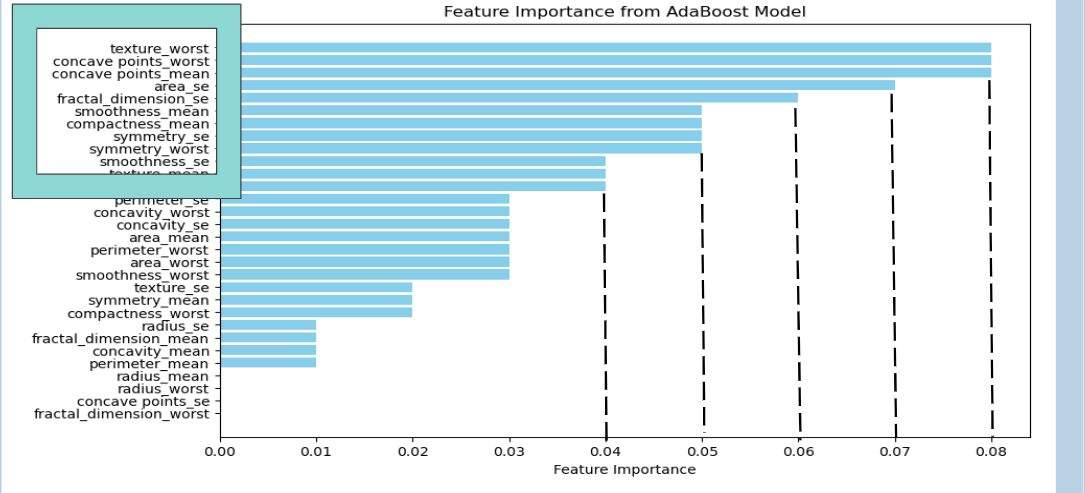 Feature Importance from AdaBoost Model
texture_worst
concave points_worst
concave points_mean
area_se
fractal_dimension_se
smoothness_mean
compactness_mean
symmetry_se
symmetry_worst
smoothness_se
texture_mean
perimeter_se
concavity_worst
concavity_se
area_mean
perimeter_worst
area_worst
smoothness_worst
texture_se
symmetry_mean
compactness_worst
radius_se
fractal_dimension_mean
concavity_mean
perimeter_mean
radius_mean
radius_worst
concave points_se
fractal_dimension_worst
0.00 0.01 0.02 0.03 0.04 0.05 0.06 0.07 0.08
Feature Importance